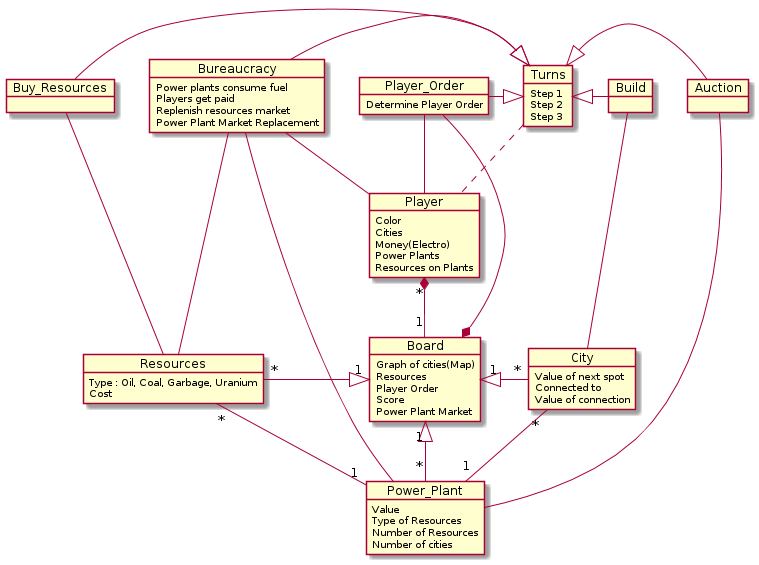 Buy_Resources
Bureaucracy
Power plants consume fuel
Players get paid
Replenish resources market
Power Plant Market Replacement
Player_Order
Determine Player Order
Turns
Step 1
Step 2
Step 3
Build
Auction
Player
Color
Cities
Money(Electro)
Power Plants
Resources on Plants
*
1
Resources
Type : Oil, Coal, Garbage, Uranium
Cost
*
1
Board
Graph of cities(Map)
Resources
Player Order
Score
Power Plant Market
1
*
City
Value of next spot
Connected to
Value of connection
*
1
*
1
*
1
Power_Plant
Value
Type of Resources
Number of Resources
Number of cities